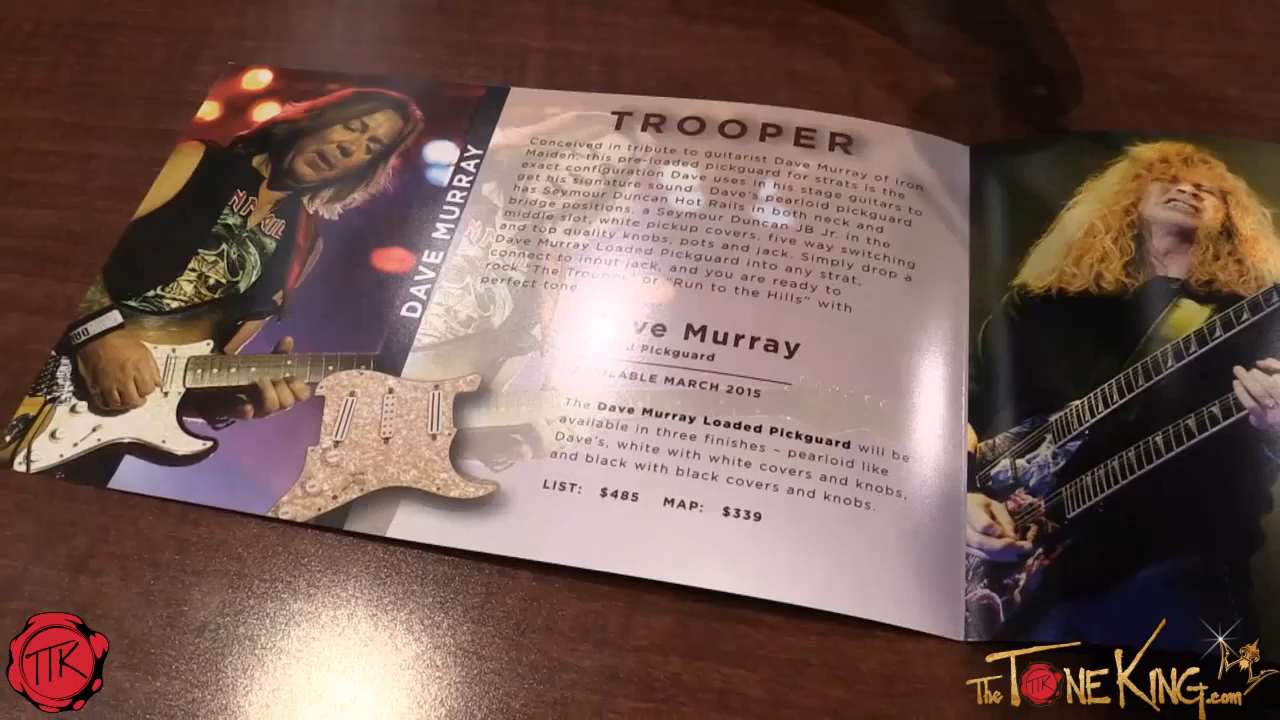 DAVE MURRAY
TROOPER
Conceived in tribute to guitarist Dave Murray of Iron
Maiden, this pre-loaded pickguard for strats is the
exact configuration Dave uses in his stage guitars to
get his signature sound. Dave's pearloid pickguard
has Seymour Duncan Hot Rails in both neck and
bridge positions, a Seymour Duncan JB Jr. in the
middle slot, white pickup covers, five way switching
and top quality knobs, pots and jack. Simply drop a
Dave Murray Loaded Pickguard into any strat,
connect to input jack, and you are ready to
rock "The Trooper" or "Run to the Hills" with
perfect tone
Murray
Pickguard
AVAILABLE MARCH 2015
The Dave Murray Loaded Pickguard will be
available in three finishes – pearloid like
Dave's, white with white covers and knobs,
and black with black covers and knobs.
LIST: $485 MAP: $339
TTK
The ToneKing.com
TTK